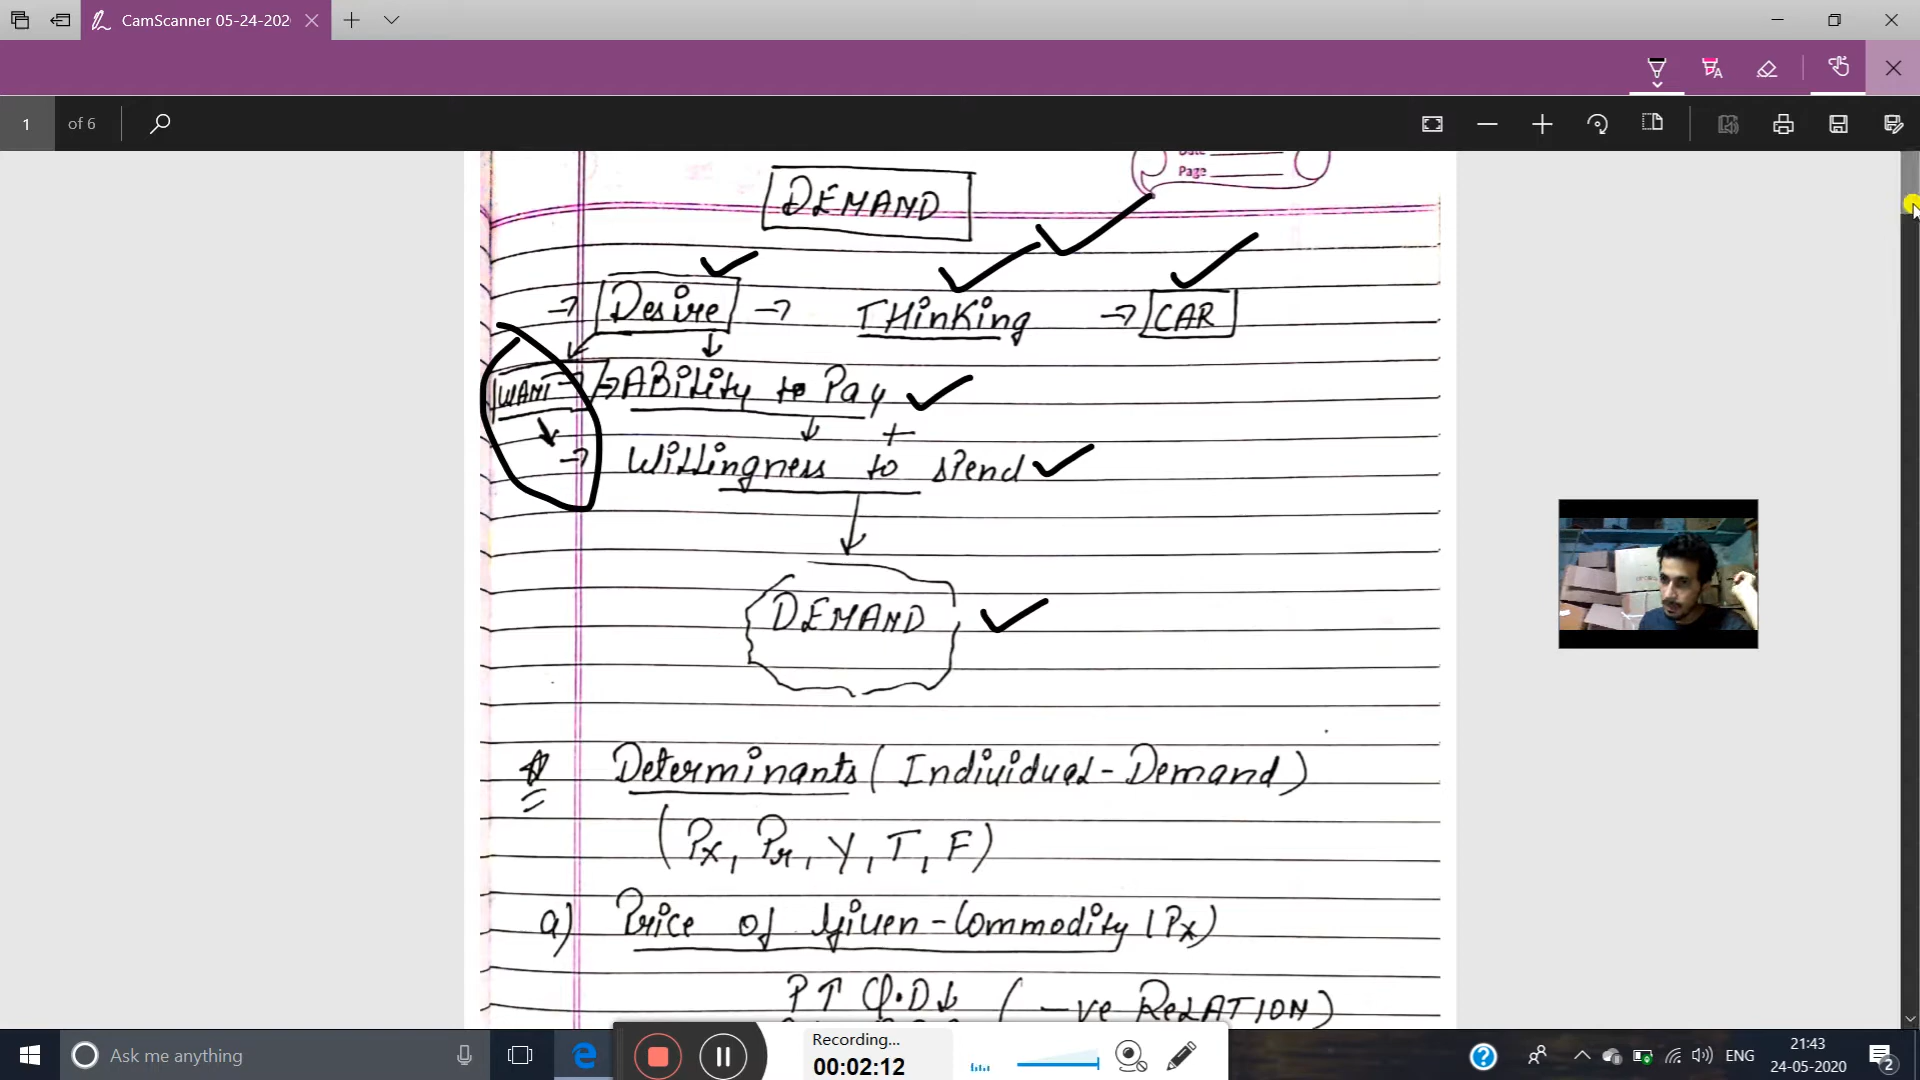 CamScanner 05-24-202
1 of 6
Page
DEMAND
→ Desire → THinKing → CAR
WANT → ABility to Pay
+
→ Willingness to spend
DEMAND
Determinants (Individual-Demand)
(Px, Pr, Y, T, F)
a) Price of Given-Commodity (Px)
P↑ Q.D↓ (-ve RELATION)
Ask me anything
Recording...
00:02:12
ENG
21:43
24-05-2020
2